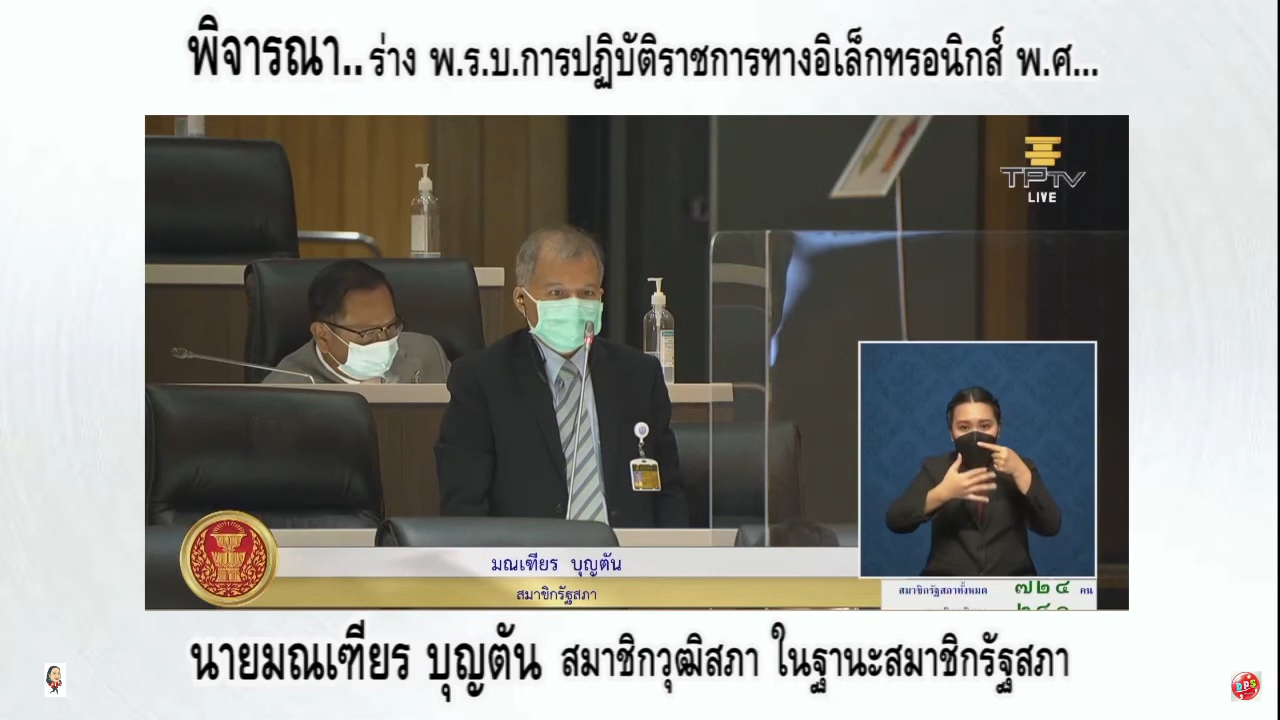 พิจารณา.. ร่าง พ.ร.บ.การปฏิบัติราชการทางอิเล็กทรอนิกส์ พ.ศ...
TPTV
LIVE
มณเฑียร บุญตัน
สมาชิกรัฐสภา
สมาชิกรัฐสภาทั้งหมด ๗๒๔ คน
นายมณเฑียร บุญตัน สมาชิกวุฒิสภา ในฐานะสมาชิกรัฐสภา
DPS